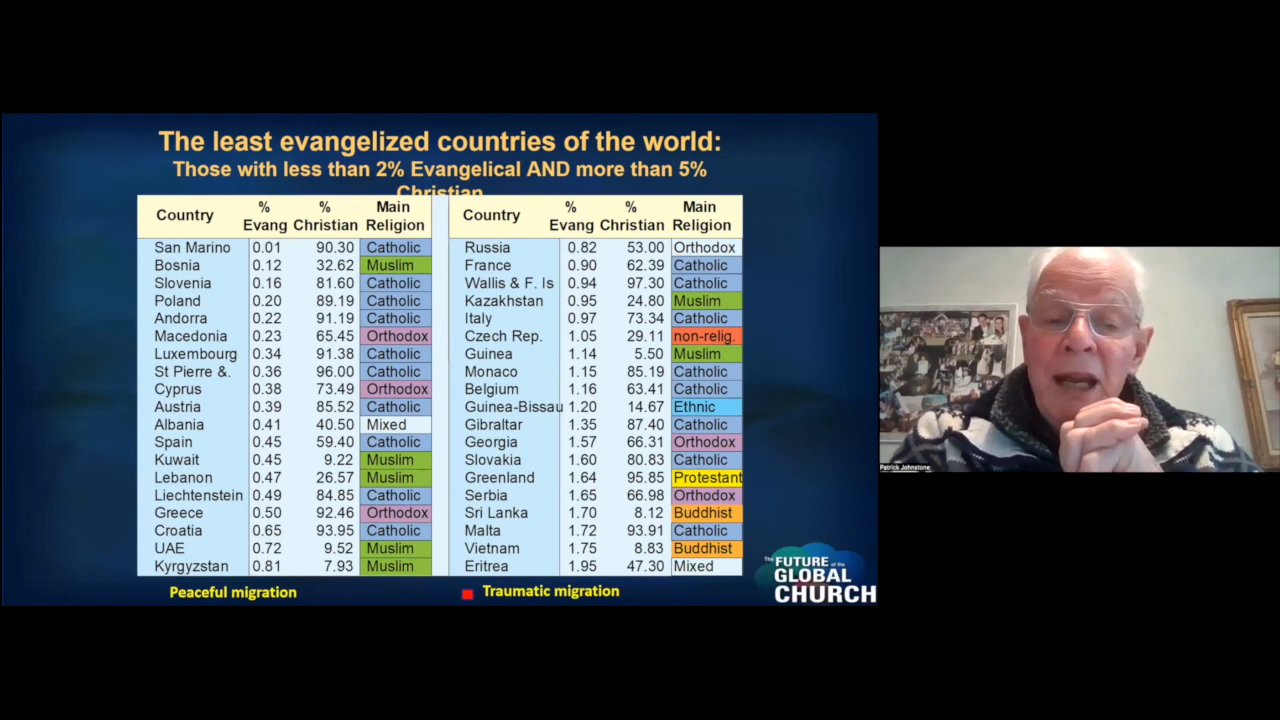 The least evangelized countries of the world:
Those with less than 2% Evangelical AND more than 5%
Christian
Country % Evang % Christian Main Religion
San Marino 0.01 90.30 Catholic
Bosnia 0.12 32.62 Muslim
Slovenia 0.16 81.60 Catholic
Poland 0.20 89.19 Catholic
Andorra 0.22 91.19 Catholic
Macedonia 0.23 65.45 Orthodox
Luxembourg 0.34 91.38 Catholic
St Pierre &. 0.36 96.00 Catholic
Cyprus 0.38 73.49 Orthodox
Austria 0.39 85.52 Catholic
Albania 0.41 40.50 Mixed
Spain 0.45 59.40 Catholic
Kuwait 0.45 9.22 Muslim
Lebanon 0.47 26.57 Muslim
Liechtenstein 0.49 84.85 Catholic
Greece 0.50 92.46 Orthodox
Croatia 0.65 93.95 Catholic
UAE 0.72 9.52 Muslim
Kyrgyzstan 0.81 7.93 Muslim
Country % Evang % Christian Main Religion
Russia 0.82 53.00 Orthodox
France 0.90 62.39 Catholic
Wallis & F. Is 0.94 97.30 Catholic
Kazakhstan 0.95 24.80 Muslim
Italy 0.97 73.34 Catholic
Czech Rep. 1.05 29.11 non-relig.
Guinea 1.14 5.50 Muslim
Monaco 1.15 85.19 Catholic
Belgium 1.16 63.41 Catholic
Guinea-Bissau 1.20 14.67 Ethnic
Gibraltar 1.35 87.40 Catholic
Georgia 1.57 66.31 Orthodox
Slovakia 1.60 80.83 Catholic
Greenland 1.64 95.85 Protestant
Serbia 1.65 66.98 Orthodox
Sri Lanka 1.70 8.12 Buddhist
Malta 1.72 93.91 Catholic
Vietnam 1.75 8.83 Buddhist
Eritrea 1.95 47.30 Mixed
Peaceful migration
Traumatic migration
The FUTURE of the
GLOBAL
CHURCH
Patrick Johnstone